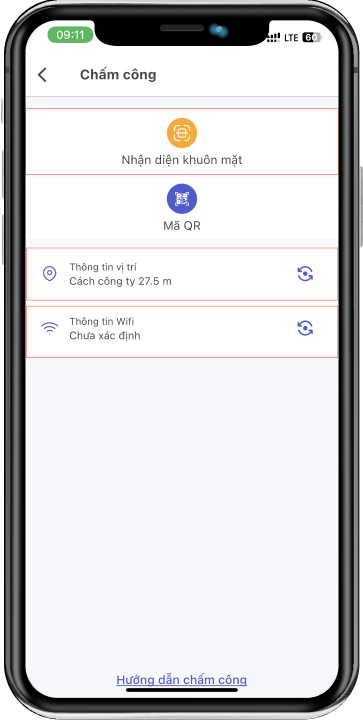 09:11
LTE 60
Chấm công
Nhận diện khuôn mặt
Mã QR
Thông tin vị trí
Cách công ty 27.5 m
Thông tin Wifi
Chưa xác định
Hướng dẫn chấm công